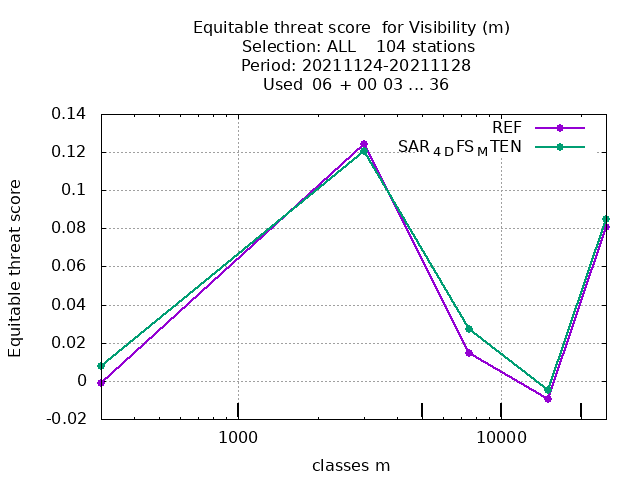 Equitable threat score  for Visibility (m)
Selection: ALL    104 stations
Period: 20211124-20211128
Used  06 + 00 03 ... 36
0.14
0.12
0.1
0.08
0.06
0.04
0.02
0
-0.02
Equitable threat score
REF
SAR4DFSMTEN
1000
10000
classes m